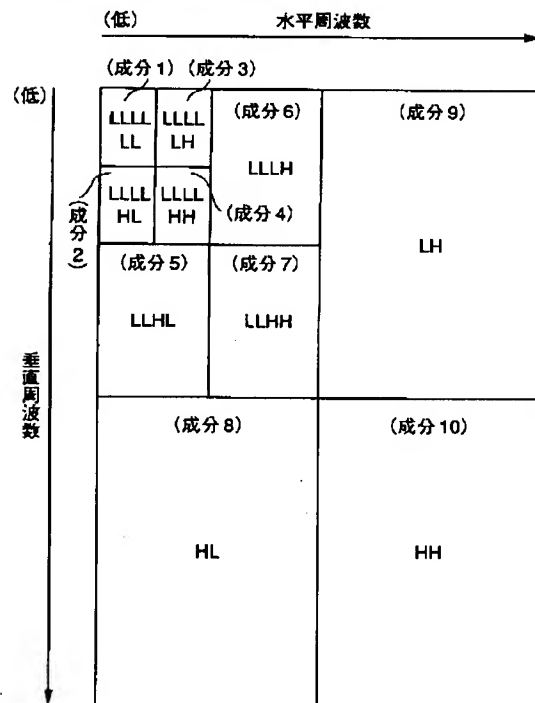 (低)
水平周波数
(成分1)
(成分3)
(低)
LLLL
LL
LLLL
LH
(成分6)
LLLH
(成分9)
LH
LLLL
HL
LLLL
HH
(成分4)
(成分2)
(成分5)
LLHL
(成分7)
LLHH
垂直周波数
(成分8)
HL
(成分10)
HH